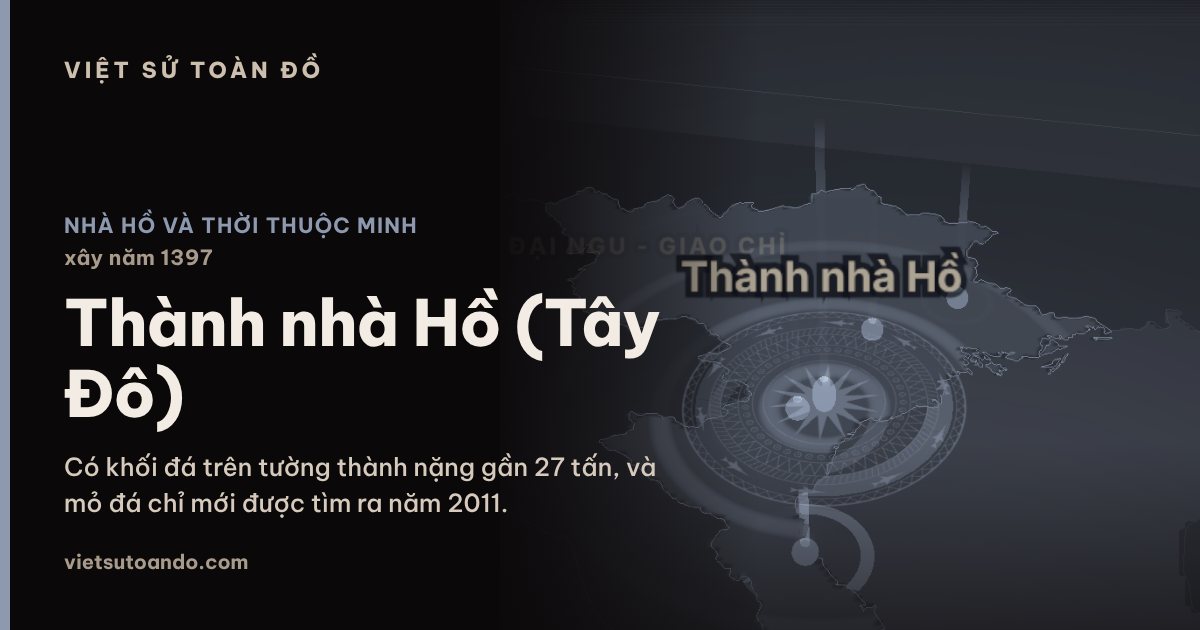 VIỆT SỬ TOÀN ĐỒ
NHÀ HỒ VÀ THỜI THUỘC MINH
xây năm 1397
Thành nhà Hồ (Tây
Đô)
Có khối đá trên tường thành nặng gần 27 tấn, và
mỏ đá chỉ mới được tìm ra năm 2011.
vietsutoando.com
ĐẠI NGU - GIAO CHỈ
Thành nhà Hồ